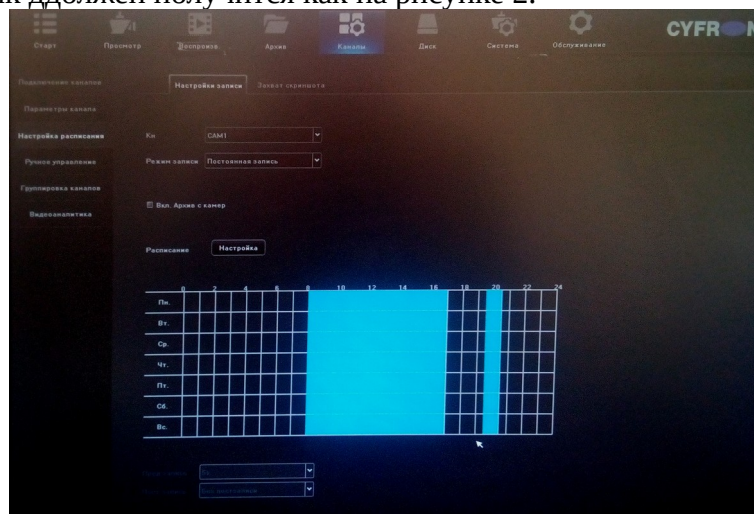 к ддолжен получится как на рисунке 2.
Старт Просмотр Воспроизв. Архив Каналы Диск Система Обслуживание
CYFRON
Подключение каналов
Настройки записи Захват скриншота
Параметры канала
Настройка расписания
Кн CAM1
Ручное управление
Режим записи Постоянная запись
Группировка каналов
Видеоаналитика
Вкл. Архив с камер
Расписание Настройка
0 2 4 6 8 10 12 14 16 18 20 22 24
Пн.
Вт.
Ср.
Чт.
Пт.
Сб.
Вс.